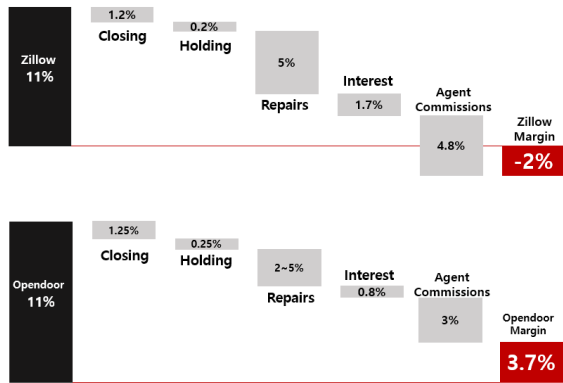 Zillow
11%
1.2%
Closing
0.2%
Holding
5%
Repairs
Interest
1.7%
Agent
Commissions
4.8%
Zillow
Margin
-2%
Opendoor
11%
1.25%
Closing
0.25%
Holding
2~5%
Repairs
Interest
0.8%
Agent
Commissions
3%
Opendoor
Margin
3.7%